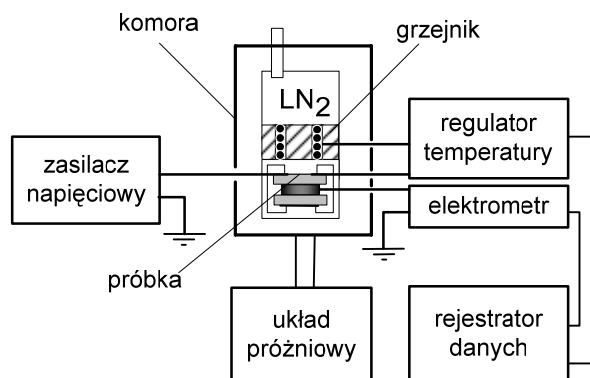 komora
grzejnik
LN2
regulator
temperatury
zasilacz
napięciowy
elektrometr
próbka
układ
próżniowy
rejestrator
danych